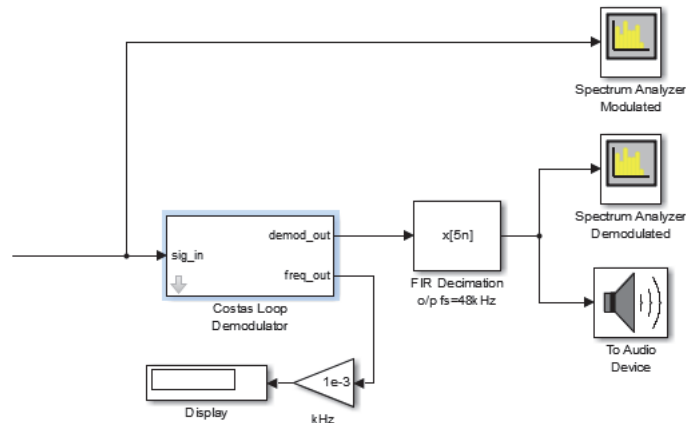 Spectrum Analyzer
Modulated
Spectrum Analyzer
Demodulated
sig_in
demod_out
freq_out
Costas Loop
Demodulator
x[5n]
FIR Decimation
o/p fs=48kHz
To Audio
Device
Display
1e-3
kHz